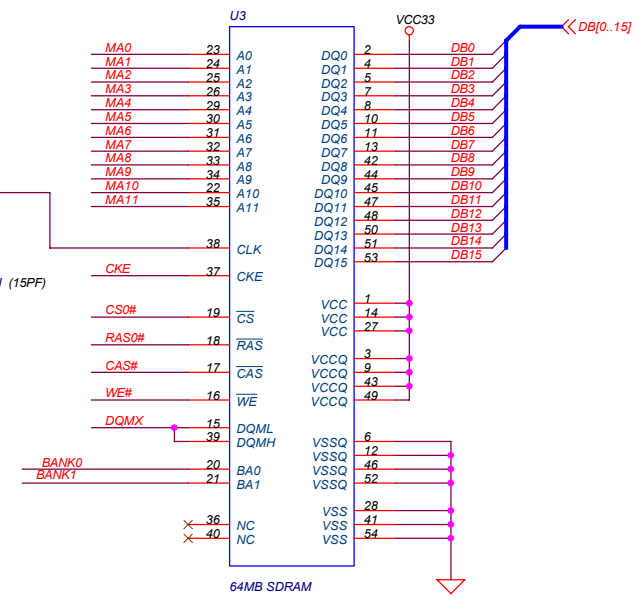 U3
VCC33
DB[0..15]
MA0 23 A0 DQ0 2 DB0
MA1 24 A1 DQ1 4 DB1
MA2 25 A2 DQ2 5 DB2
MA3 26 A3 DQ3 7 DB3
MA4 29 A4 DQ4 8 DB4
MA5 30 A5 DQ5 10 DB5
MA6 31 A6 DQ6 11 DB6
MA7 32 A7 DQ7 13 DB7
MA8 33 A8 DQ8 42 DB8
MA9 34 A9 DQ9 44 DB9
MA10 22 A10 DQ10 45 DB10
MA11 35 A11 DQ11 47 DB11
DQ12 48 DB12
DQ13 50 DB13
38 CLK DQ14 51 DB14
DQ15 53 DB15
CKE 37 CKE
(15PF)
VCC 1
CS0# 19 CS VCC 14
VCC 27
RAS0# 18 RAS
VCCQ 3
CAS# 17 CAS VCCQ 9
VCCQ 43
WE# 16 WE VCCQ 49
DQMX 15 DQML
39 DQMH VSSQ 6
VSSQ 12
BANK0 20 BA0 VSSQ 46
BANK1 21 BA1 VSSQ 52
VSS 28
36 NC VSS 41
40 NC VSS 54
64MB SDRAM